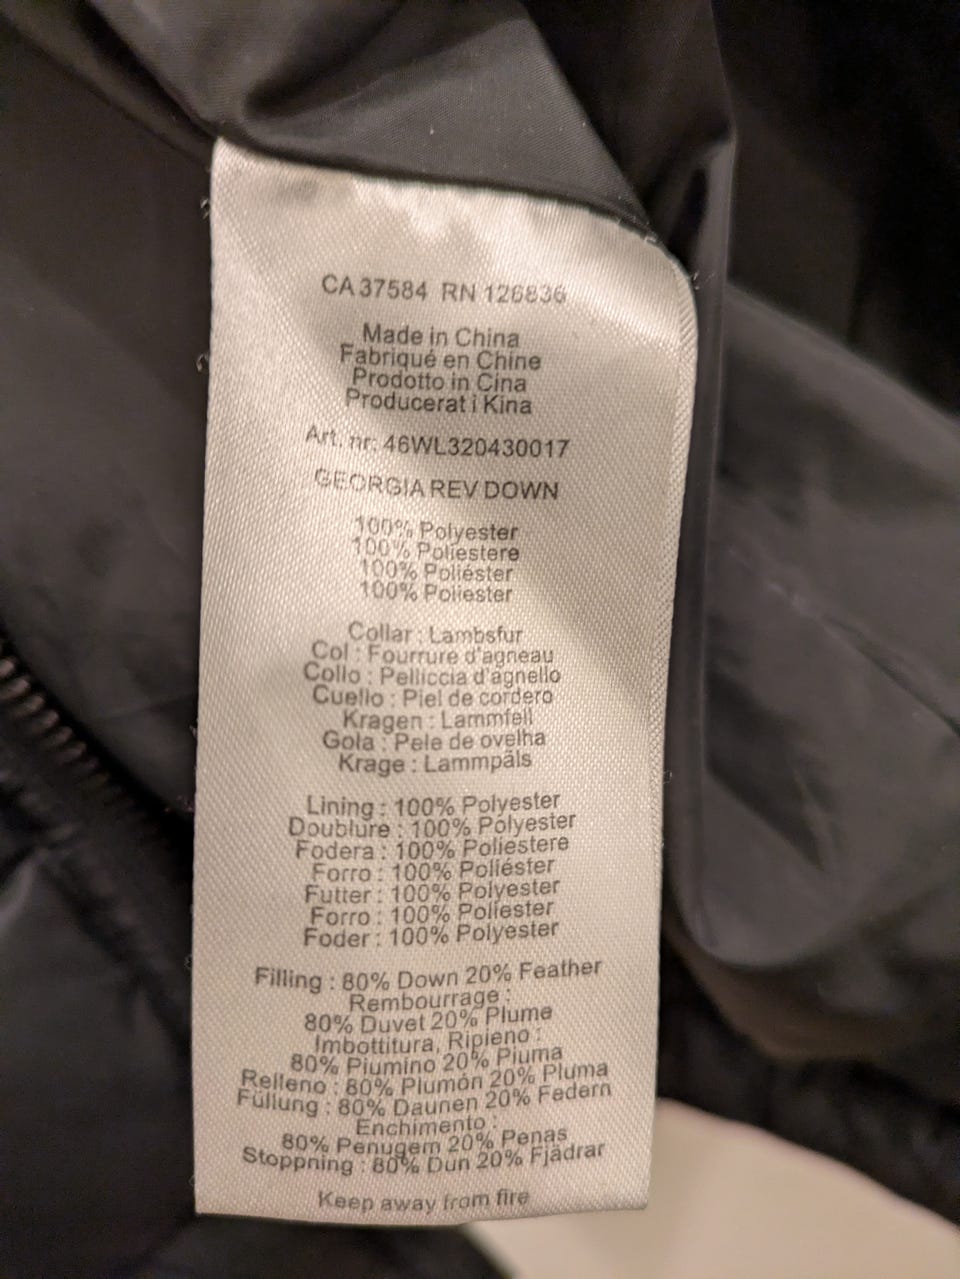 CA 37584 RN 126836
Made in China
Fabriqué en Chine
Prodotto in Cina
Producerat i Kina
Art. nr: 46WL320430017
GEORGIA REV DOWN
100% Polyester
100% Poliestere
100% Poliéster
100% Poliester
Collar : Lambsfur
Col : Fourrure d'agneau
Collo : Pelliccia d'agnello
Cuello : Piel de cordero
Kragen : Lammfell
Gola : Pele de ovelha
Krage : Lammpäls
Lining : 100% Polyester
Doublure : 100% Polyester
Fodera : 100% Poliestere
Forro : 100% Poliéster
Futter : 100% Polyester
Forro : 100% Poliester
Foder : 100% Polyester
Filling : 80% Down 20% Feather
Rembourrage :
80% Duvet 20% Plume
Imbottitura, Ripieno :
80% Piumino 20% Piuma
Relleno : 80% Plumón 20% Pluma
Füllung : 80% Daunen 20% Federn
Enchimento :
80% Penugem 20% Penas
Stoppning : 80% Dun 20% Fjädrar
Keep away from fire